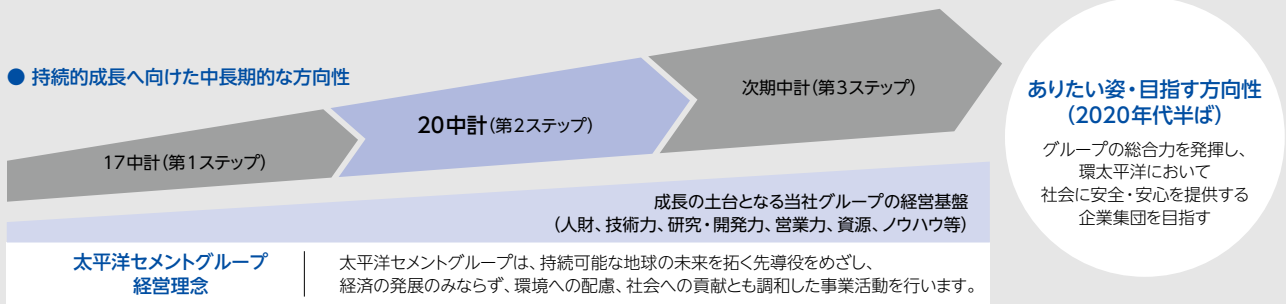 ● 持続的成長へ向けた中長期的な方向性
17中計(第1ステップ)
20中計(第2ステップ)
次期中計(第3ステップ)
ありたい姿・目指す方向性
(2020年代半ば)
グループの総合力を発揮し、
環太平洋において
社会に安全・安心を提供する
企業集団を目指す
成長の土台となる当社グループの経営基盤
(人財、技術力、研究・開発力、営業力、資源、ノウハウ等)
太平洋セメントグループ
経営理念
太平洋セメントグループは、持続可能な地球の未来を拓く先導役をめざし、
経済の発展のみならず、環境への配慮、社会への貢献とも調和した事業活動を行います。